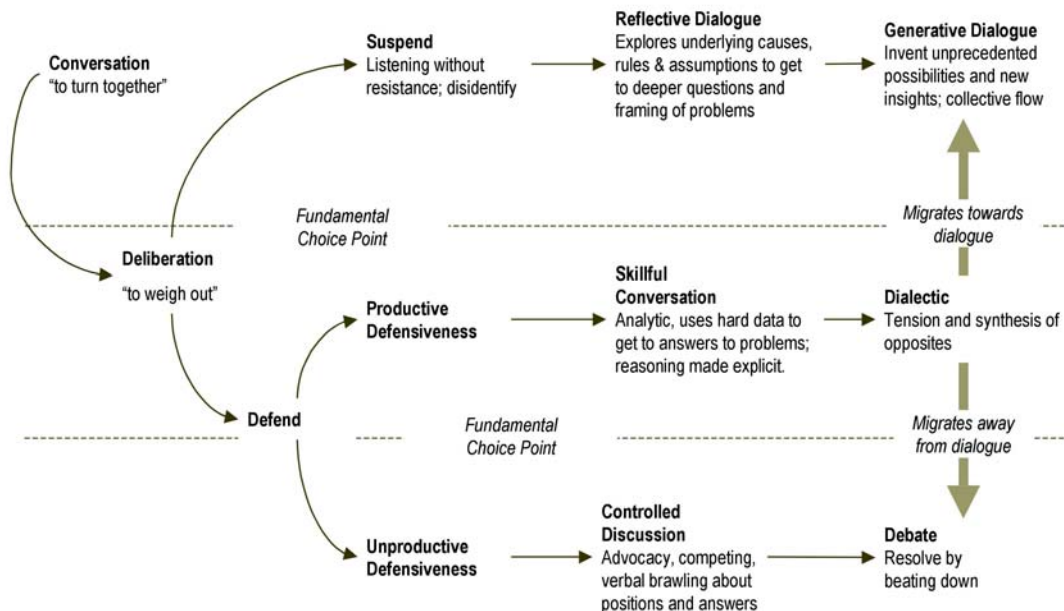 Conversation
“to turn together”
Suspend
Listening without
resistance; disidentify
Reflective Dialogue
Explores underlying causes,
rules & assumptions to get
to deeper questions and
framing of problems
Generative Dialogue
Invent unprecedented
possibilities and new
insights; collective flow
Fundamental
Choice Point
Migrates towards
dialogue
Deliberation
“to weigh out”
Productive
Defensiveness
Skillful
Conversation
Analytic, uses hard data to
get to answers to problems;
reasoning made explicit.
Dialectic
Tension and synthesis of
opposites
Defend
Fundamental
Choice Point
Migrates away
from dialogue
Unproductive
Defensiveness
Controlled
Discussion
Advocacy, competing,
verbal brawling about
positions and answers
Debate
Resolve by
beating down